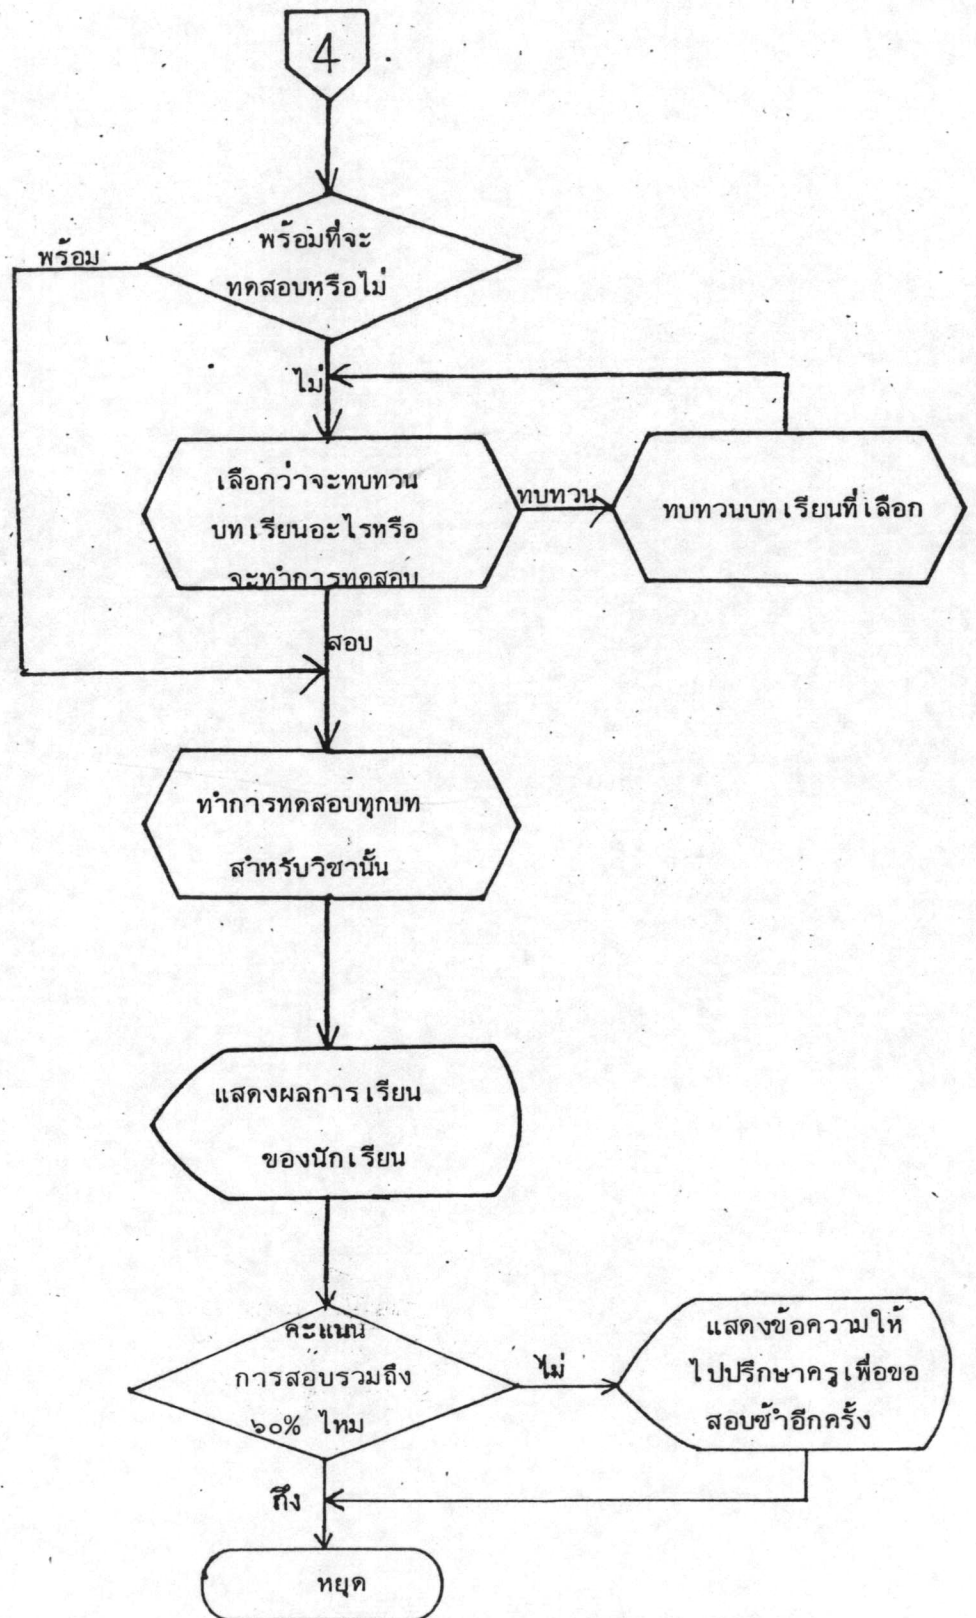 4
พร้อมที่จะ
ทดสอบหรือไม่
พร้อม
ไม่
เลือกว่าจะทบทวน
บทเรียนอะไรหรือ
จะทำการทดสอบ
ทบทวน
ทบทวนบทเรียนที่เลือก
สอบ
ทำการทดสอบทุกบท
สำหรับวิชานั้น
แสดงผลการเรียน
ของนักเรียน
คะแนน
การสอบรวมถึง
๖๐% ไหม
ไม่
แสดงข้อความให้
ไปปรึกษาครูเพื่อขอ
สอบซ้ำอีกครั้ง
ถึง
หยุด